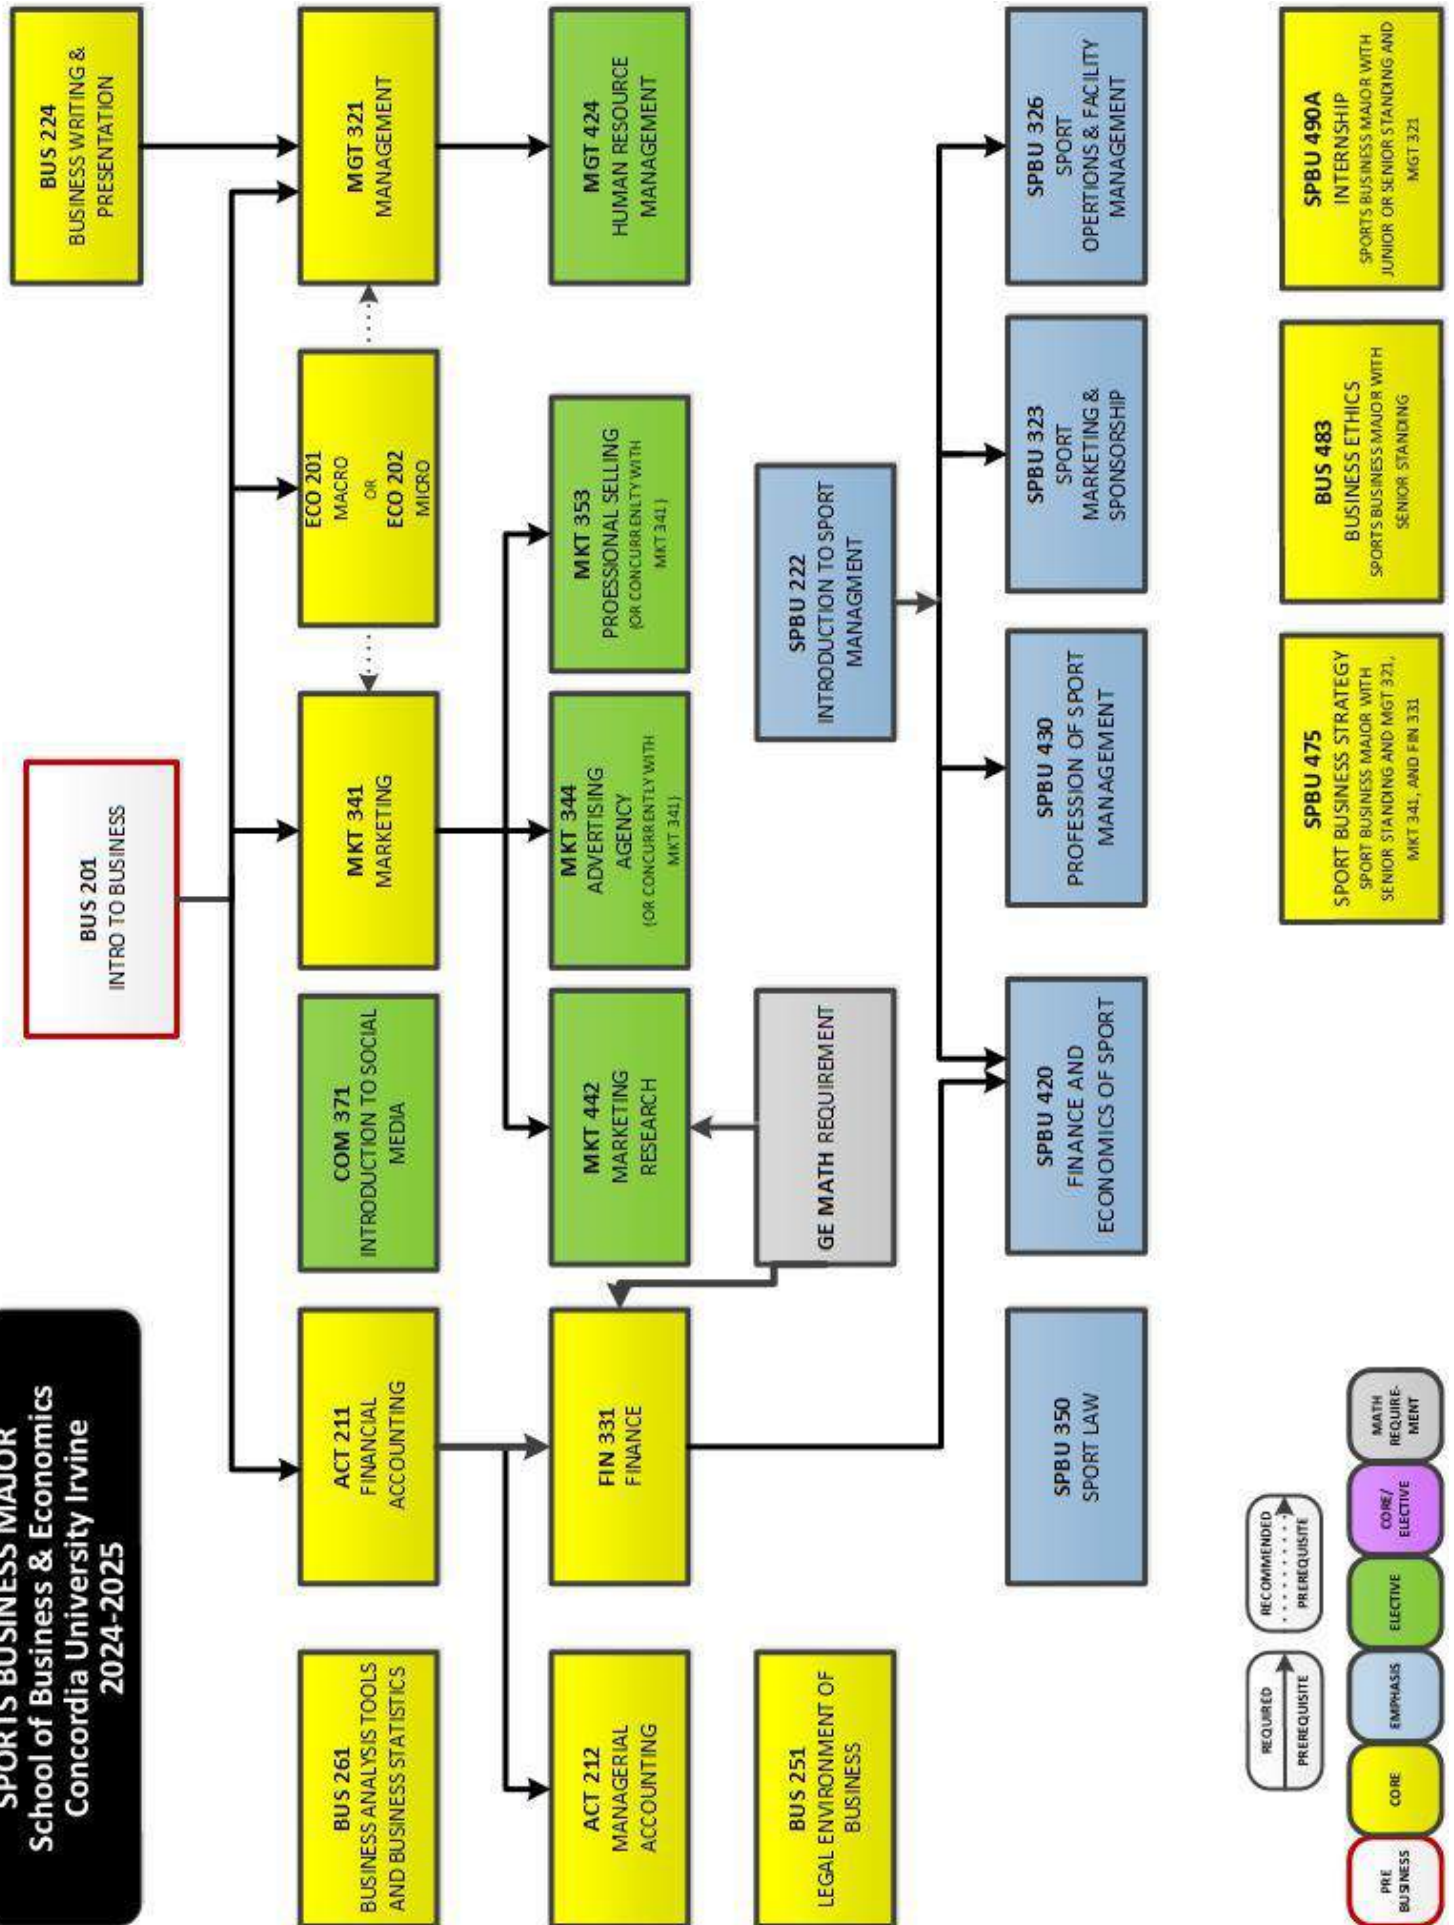 SPORTS BUSINESS MAJOR
School of Business & Economics
Concordia University Irvine
2024-2025
BUS 201
INTRO TO BUSINESS
BUS 224
BUSINESS WRITING &
PRESENTATION
BUS 261
BUSINESS ANALYSIS TOOLS
AND BUSINESS STATISTICS
ACT 211
FINANCIAL
ACCOUNTING
COM 371
INTRODUCTION TO SOCIAL
MEDIA
MKT 341
MARKETING
ECO 201
MACRO
OR
ECO 202
MICRO
MGT 321
MANAGEMENT
ACT 212
MANAGERIAL
ACCOUNTING
FIN 331
FINANCE
MKT 442
MARKETING
RESEARCH
MKT 344
ADVERTISING
AGENCY
(OR CONCURRENTLY WITH
MKT 341)
MKT 353
PROESSIONAL SELLING
(OR CONCURRENLTY WITH
MKT 341)
MGT 424
HUMAN RESOURCE
MANAGEMENT
BUS 251
LEGAL ENVIRONMENT OF
BUSINESS
GE MATH REQUIREMENT
SPBU 222
INTRODUCTION TO SPORT
MANAGMENT
SPBU 350
SPORT LAW
SPBU 420
FINANCE AND
ECONOMICS OF SPORT
SPBU 430
PROFESSION OF SPORT
MANAGEMENT
SPBU 323
SPORT
MARKETING &
SPONSORSHIP
SPBU 326
SPORT
OPERTIONS & FACILITY
MANAGEMENT
SPBU 475
SPORT BUSINESS STRATEGY
SPORT BUSINESS MAJOR WITH
SENIOR STANDING AND MGT 321,
MKT 341, AND FIN 331
BUS 483
BUSINESS ETHICS
SPORTS BUSINESS MAJOR WITH
SENIOR STANDING
SPBU 490A
INTERNSHIP
SPORTS BUSINESS MAJOR WITH
JUNIOR OR SENIOR STANDING AND
MGT 321
REQUIRED
PREREQUISITE
RECOMMENDED
PREREQUISITE
PRE
BUSINESS
CORE
EMPHASIS
ELECTIVE
CORE/
ELECTIVE
MATH
REQUIRE-
MENT